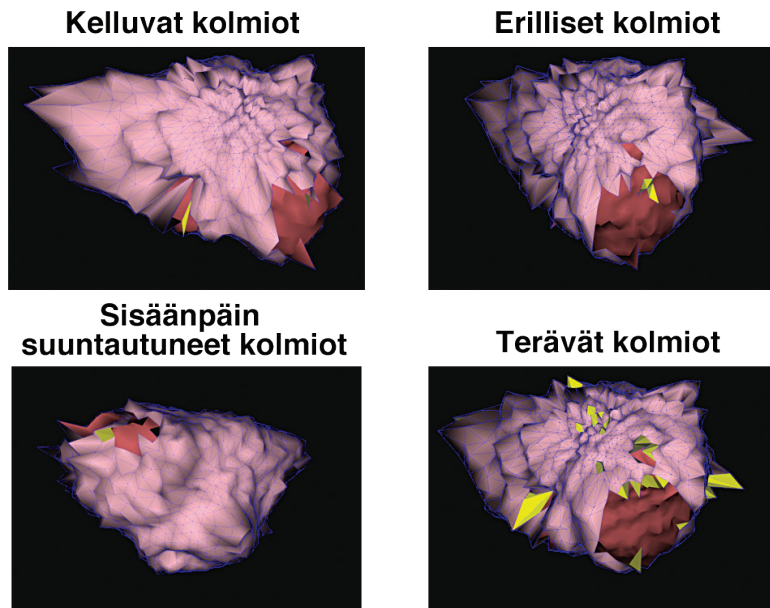 Kelluvat kolmiot
Erilliset kolmiot
Sisäänpäin
suuntautuneet kolmiot
Terävät kolmiot